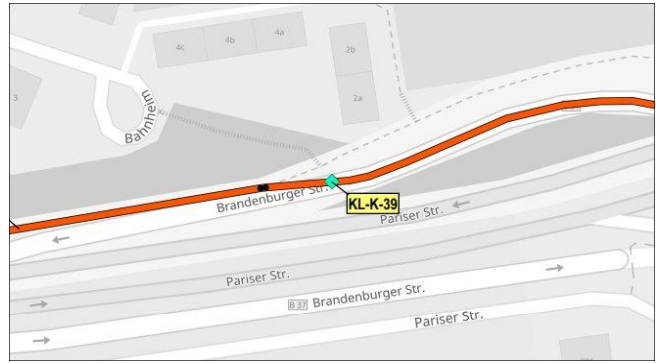 4c
4b
4a
2b
2a
3
Bahnheim
Brandenburger Str.
KL-K-39
Pariser Str.
Pariser Str.
B 37
Brandenburger Str.
Pariser Str.